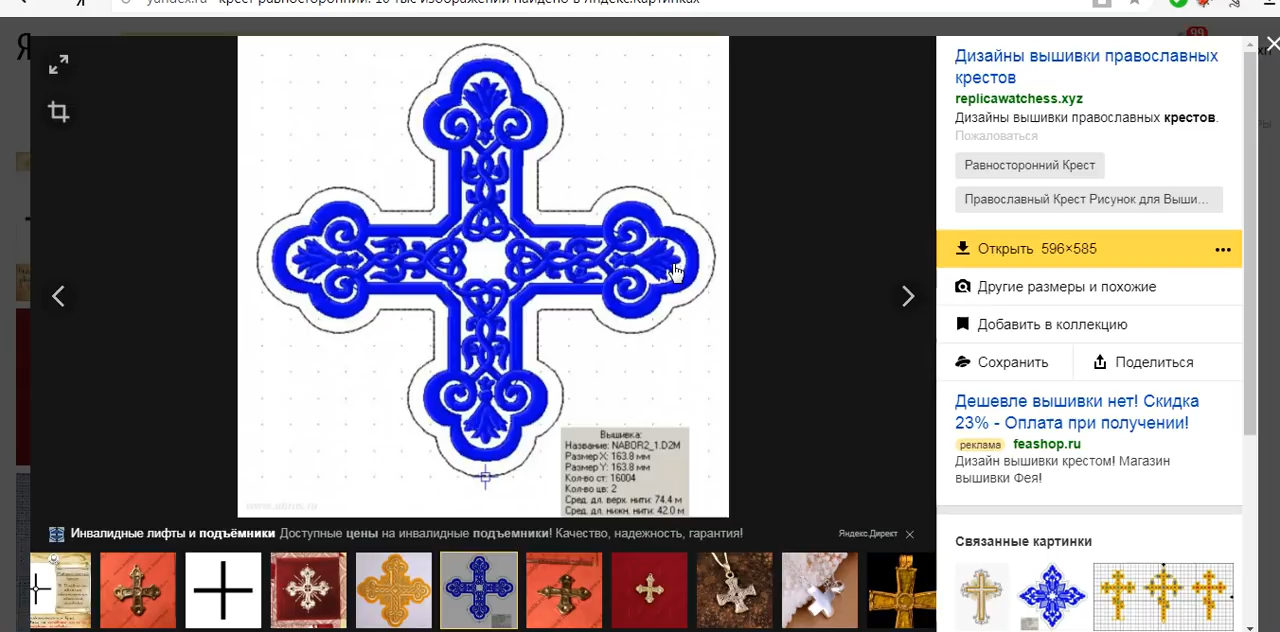 Я
99
Дизайны вышивки православных
крестов
replicawatchess.xyz
Дизайны вышивки православных крестов.
Пожаловаться
Равносторонний Крест
Православный Крест Рисунок для Выши...
Открыть 596×585
Другие размеры и похожие
Добавить в коллекцию
Сохранить
Поделиться
Дешевле вышивки нет! Скидка
23% - Оплата при получении!
реклама feashop.ru
Дизайн вышивки крестом! Магазин
вышивки Фея!
Связанные картинки
Вышивка:
Название: NABOR2_1.D2M
Размер X: 163.8 мм
Размер Y: 163.8 мм
Кол-во ст: 16004
Кол-во цв: 2
Сред. дл. верх. нити: 74.4 м
Сред. дл. нижн. нити: 42.0 м
Инвалидные лифты и подъёмники Доступные цены на инвалидные подъемники! Качество, надежность, гарантия!
Яндекс.Директ